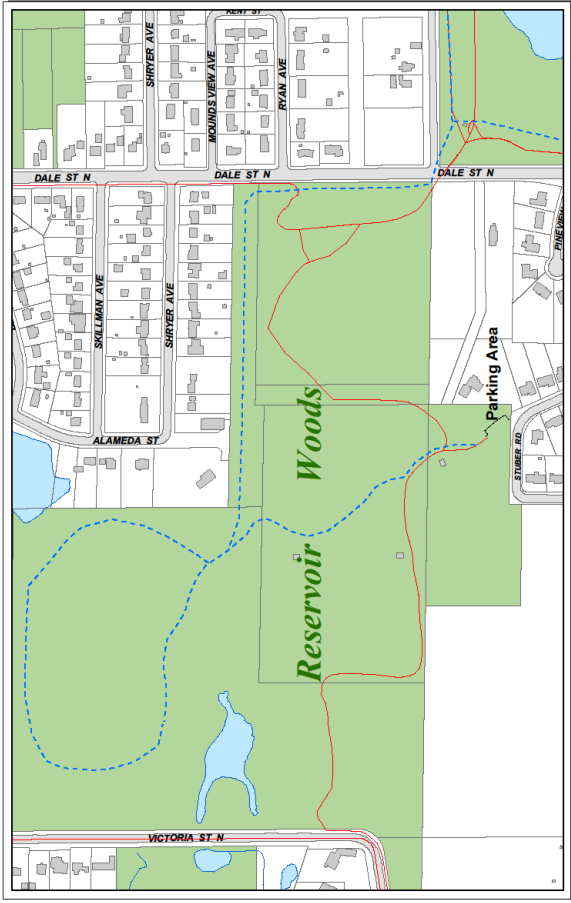 KENT ST
SHRYER AVE
MOUNDS VIEW AVE
RYAN AVE
DALE ST N
DALE ST N
DALE ST N
PINEVIEW
SKILLMAN AVE
SHRYER AVE
Parking Area
ALAMEDA ST
STUBER RD
Reservoir Woods
VICTORIA ST N